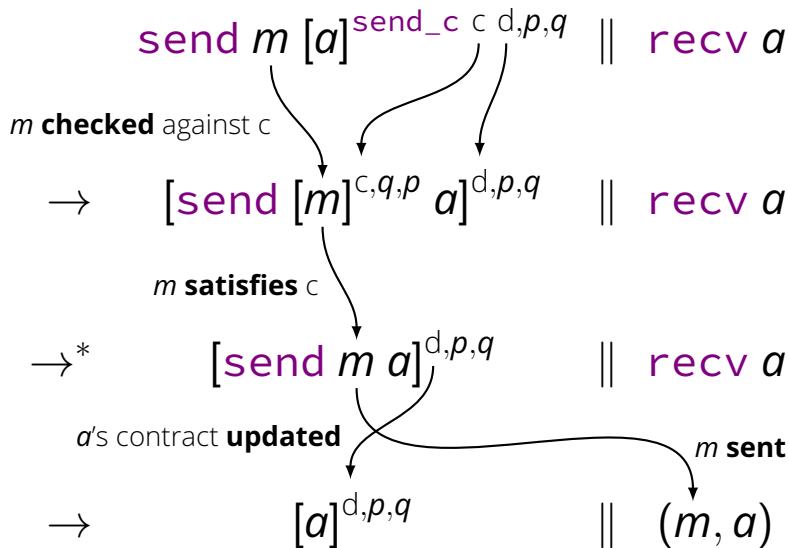 send m [a]^send_c c d,p,q ∥ recv a
m checked against c
→ [send [m]^c,q,p a]^d,p,q ∥ recv a
m satisfies c
→* [send m a]^d,p,q ∥ recv a
a's contract updated m sent
→ [a]^d,p,q ∥ (m, a)